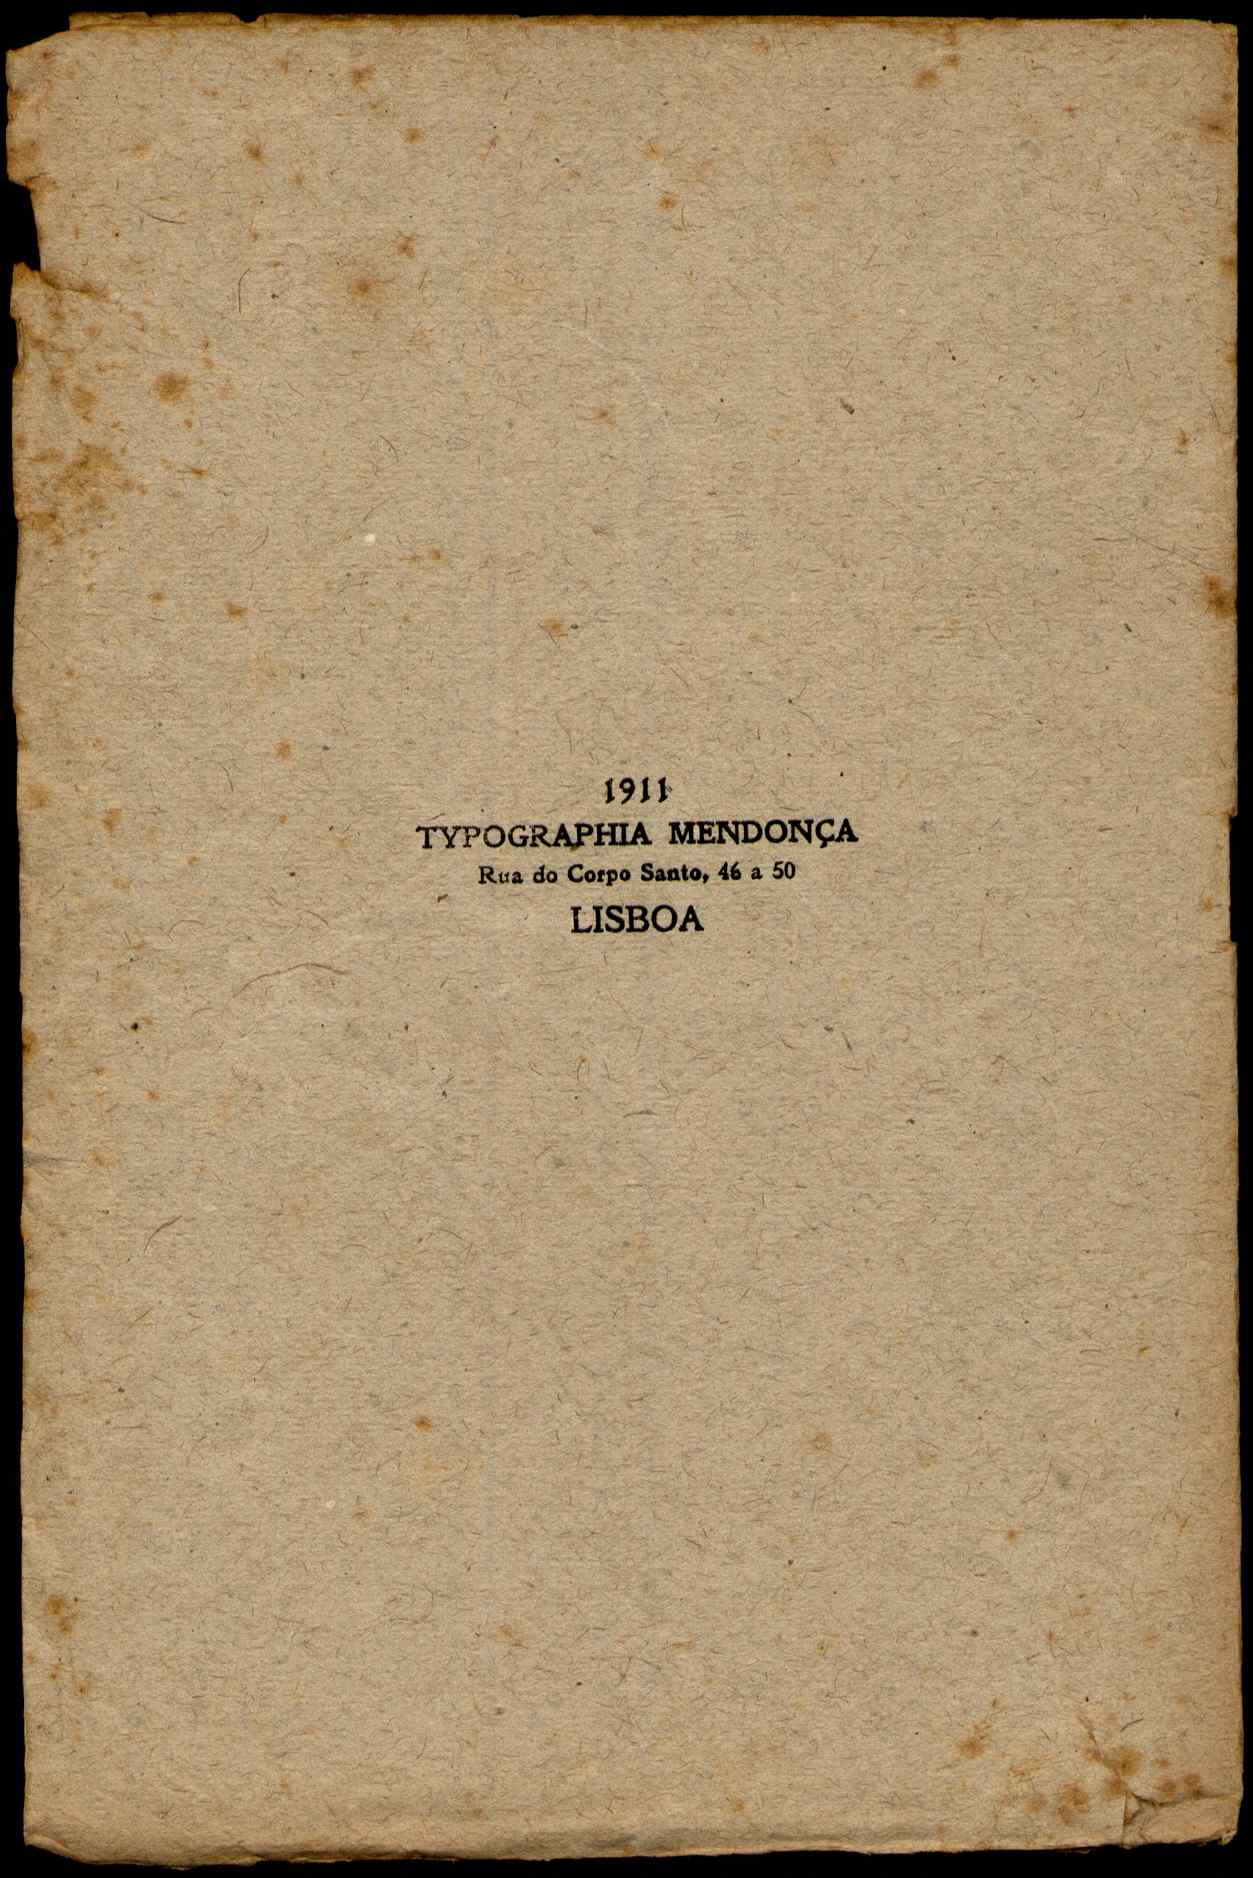 1911
TYPOGRAPHIA MENDONÇA
Rua do Corpo Santo, 46 a 50
LISBOA